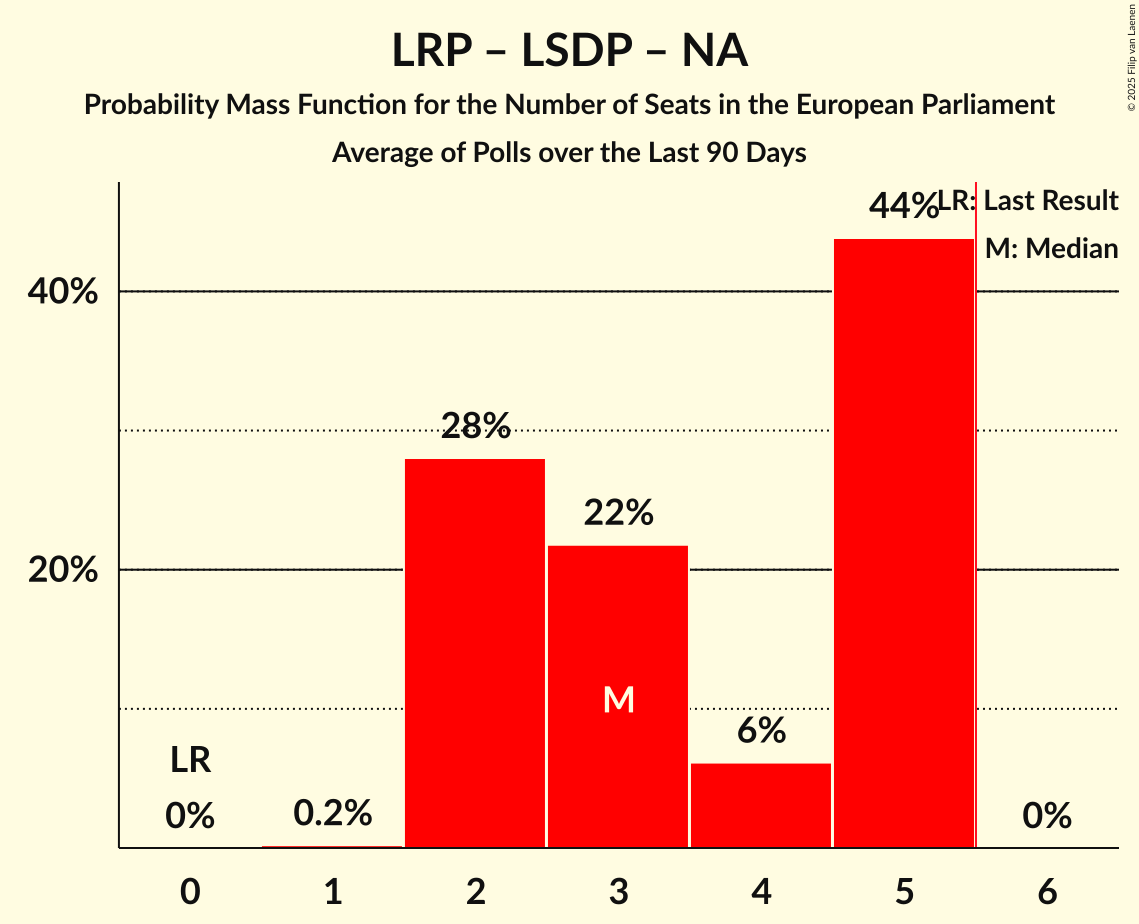 LRP – LSDP – NA
Probability Mass Function for the Number of Seats in the European Parliament
Average of Polls over the Last 90 Days
© 2025 Filip van Laenen
LR: Last Result
M: Median
44%
40%
28%
22%
20%
M
6%
LR
0%
0.2%
0%
0 1 2 3 4 5 6